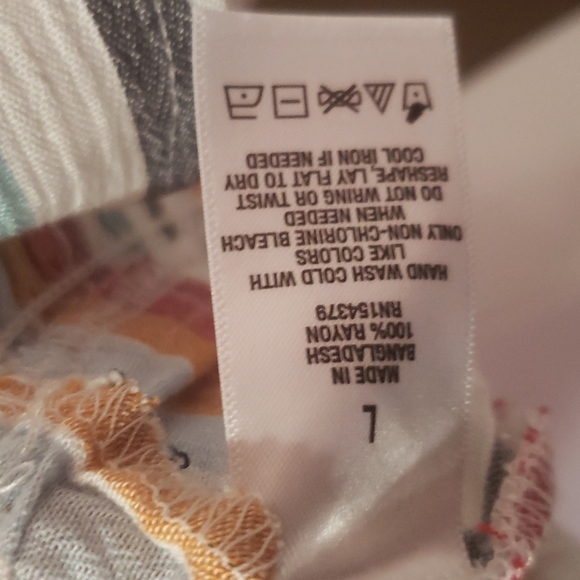 L
MADE IN
BANGLADESH
100% RAYON
RN154379
HAND WASH COLD WITH
LIKE COLORS
ONLY NON-CHLORINE BLEACH
WHEN NEEDED
DO NOT WRING OR TWIST
RESHAPE, LAY FLAT TO DRY
COOL IRON IF NEEDED